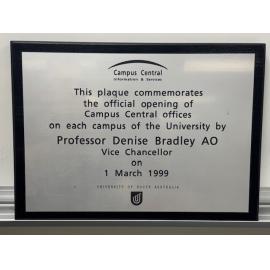 Campus Central
Information & Services
This plaque commemorates
the official opening of
Campus Central offices
on each campus of the University by
Professor Denise Bradley AO
Vice Chancellor
on
1 March 1999
UNIVERSITY OF SOUTH AUSTRALIA